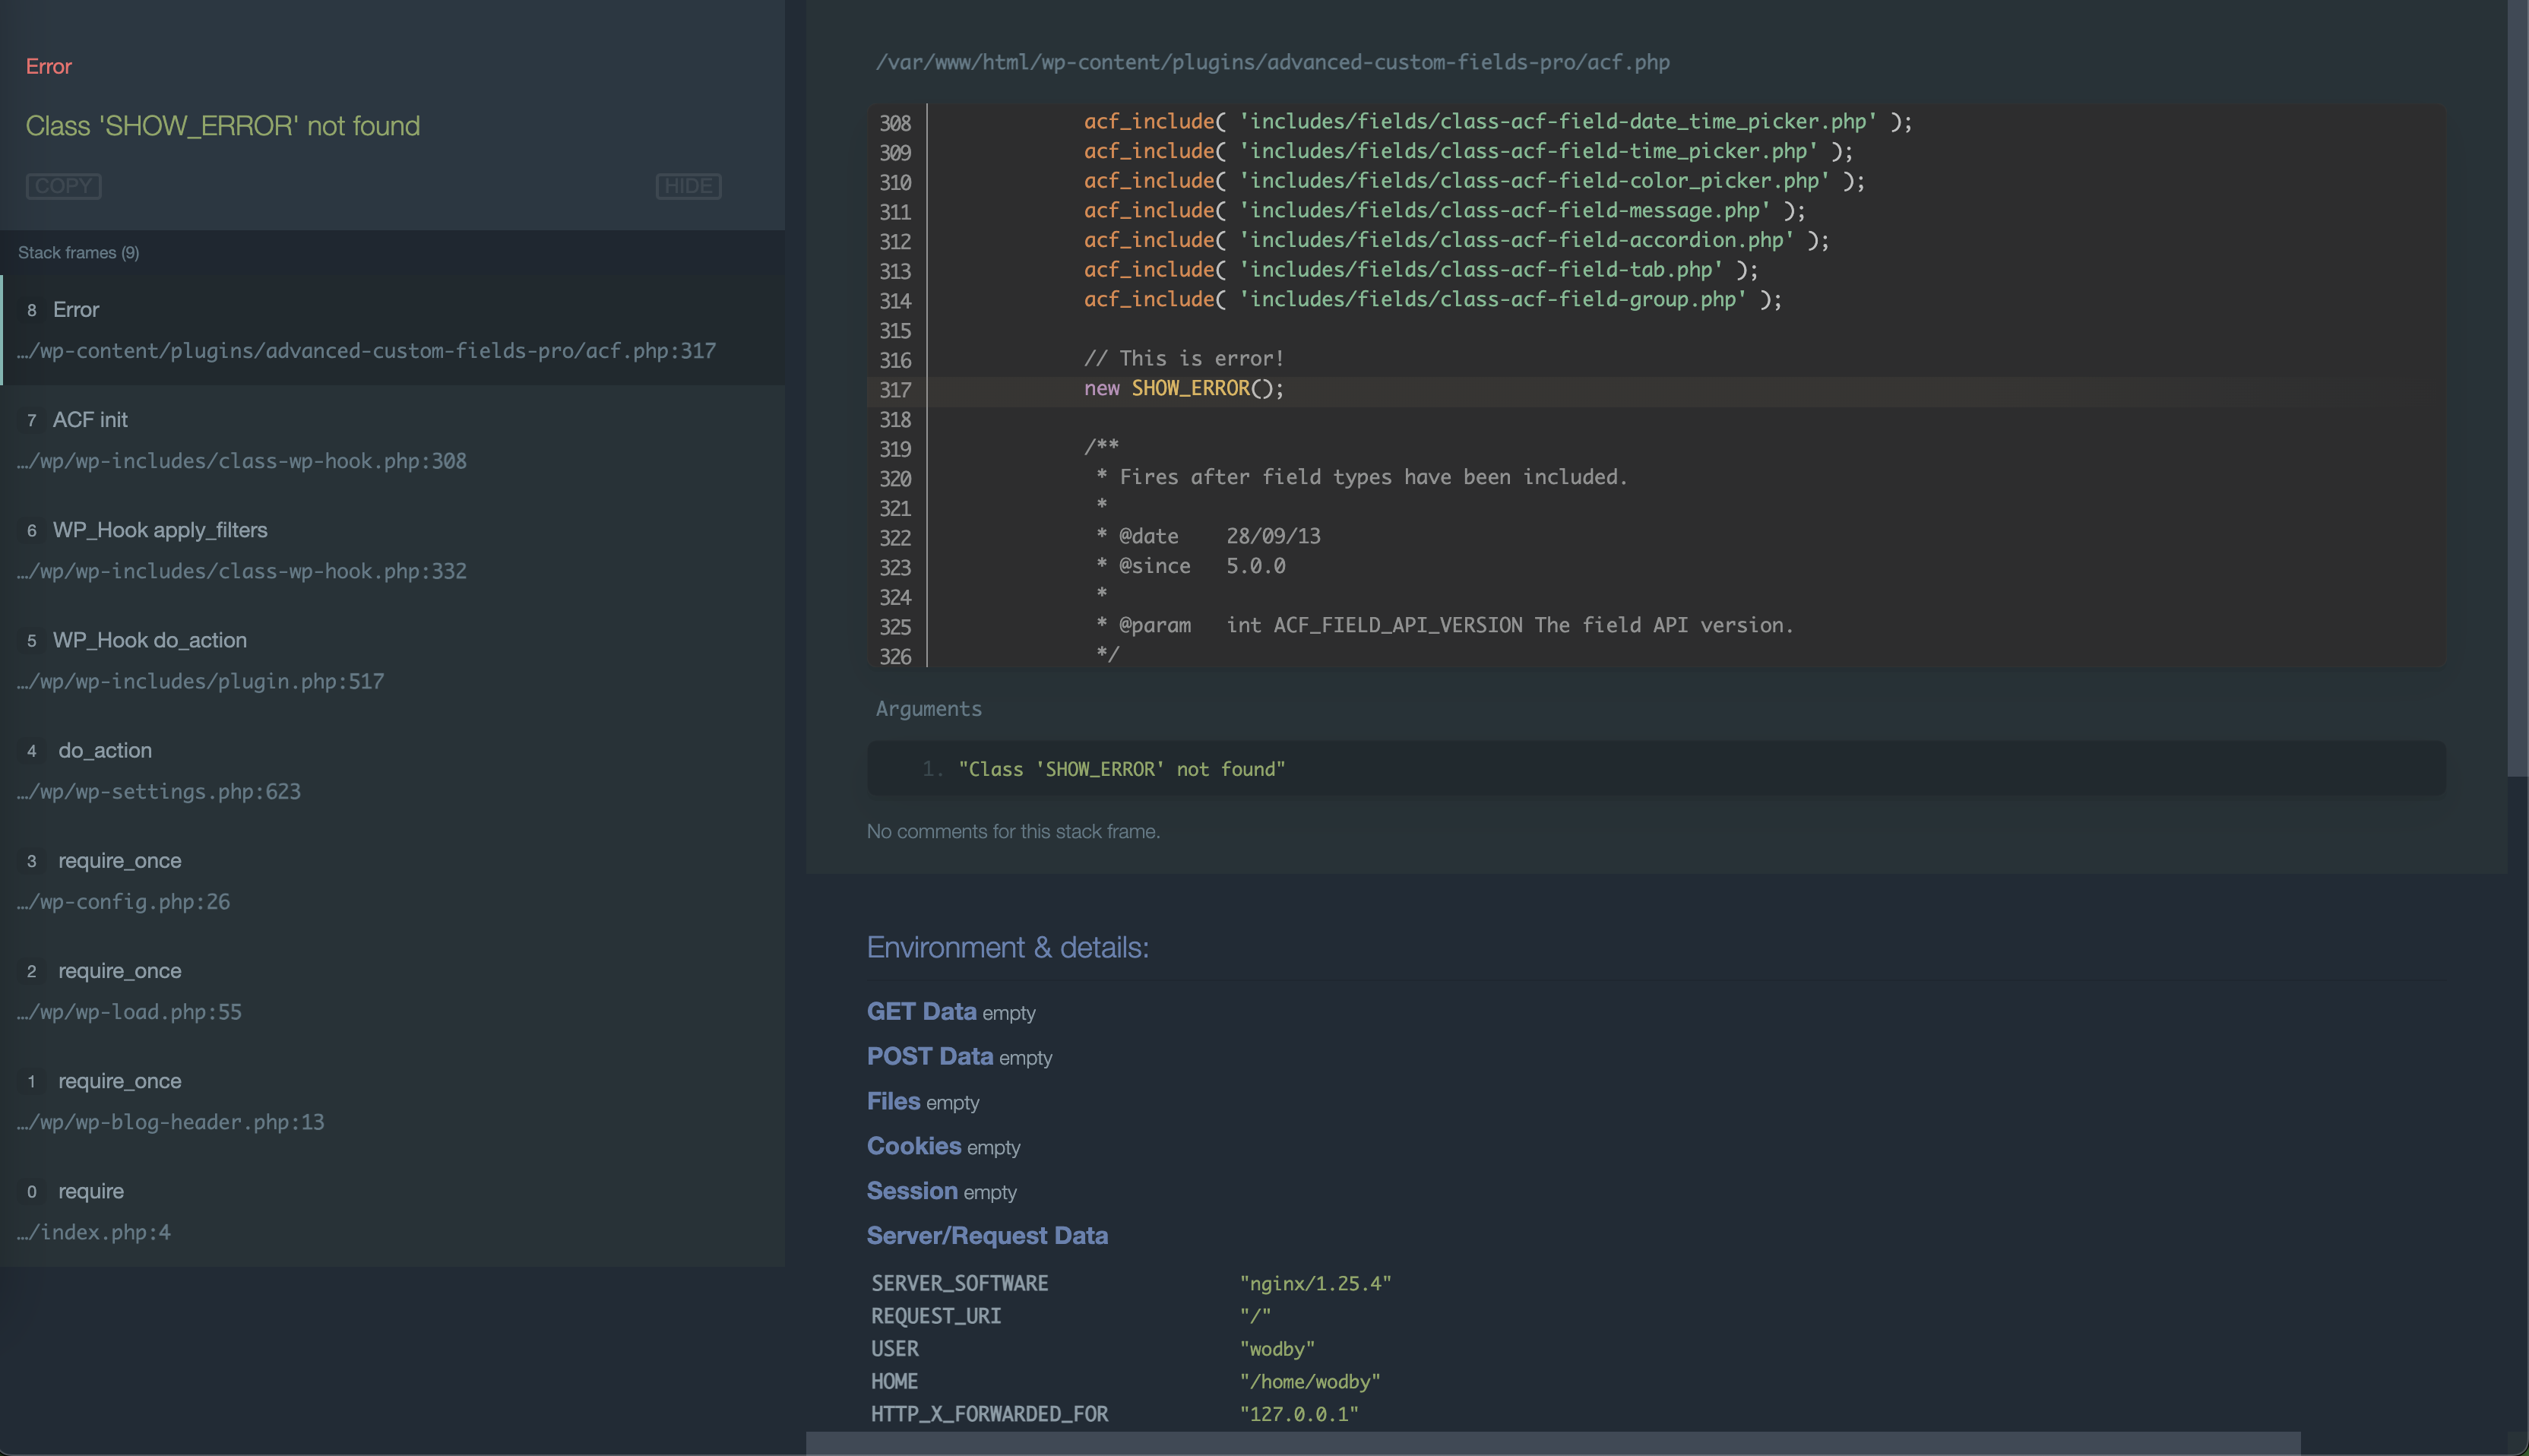 Error
Class 'SHOW_ERROR' not found
COPY
HIDE
Stack frames (9)
8 Error
…/wp-content/plugins/advanced-custom-fields-pro/acf.php:317
7 ACF init
…/wp/wp-includes/class-wp-hook.php:308
6 WP_Hook apply_filters
…/wp/wp-includes/class-wp-hook.php:332
5 WP_Hook do_action
…/wp/wp-includes/plugin.php:517
4 do_action
…/wp/wp-settings.php:623
3 require_once
…/wp-config.php:26
2 require_once
…/wp/wp-load.php:55
1 require_once
…/wp/wp-blog-header.php:13
0 require
…/index.php:4
/var/www/html/wp-content/plugins/advanced-custom-fields-pro/acf.php
308 acf_include( 'includes/fields/class-acf-field-date_time_picker.php' );
309 acf_include( 'includes/fields/class-acf-field-time_picker.php' );
310 acf_include( 'includes/fields/class-acf-field-color_picker.php' );
311 acf_include( 'includes/fields/class-acf-field-message.php' );
312 acf_include( 'includes/fields/class-acf-field-accordion.php' );
313 acf_include( 'includes/fields/class-acf-field-tab.php' );
314 acf_include( 'includes/fields/class-acf-field-group.php' );
315
316 // This is error!
317 new SHOW_ERROR();
318
319 /**
320 * Fires after field types have been included.
321 *
322 * @date 28/09/13
323 * @since 5.0.0
324 *
325 * @param int ACF_FIELD_API_VERSION The field API version.
326 */
Arguments
1. "Class 'SHOW_ERROR' not found"
No comments for this stack frame.
Environment & details:
GET Data empty
POST Data empty
Files empty
Cookies empty
Session empty
Server/Request Data
SERVER_SOFTWARE "nginx/1.25.4"
REQUEST_URI "/"
USER "wodby"
HOME "/home/wodby"
HTTP_X_FORWARDED_FOR "127.0.0.1"